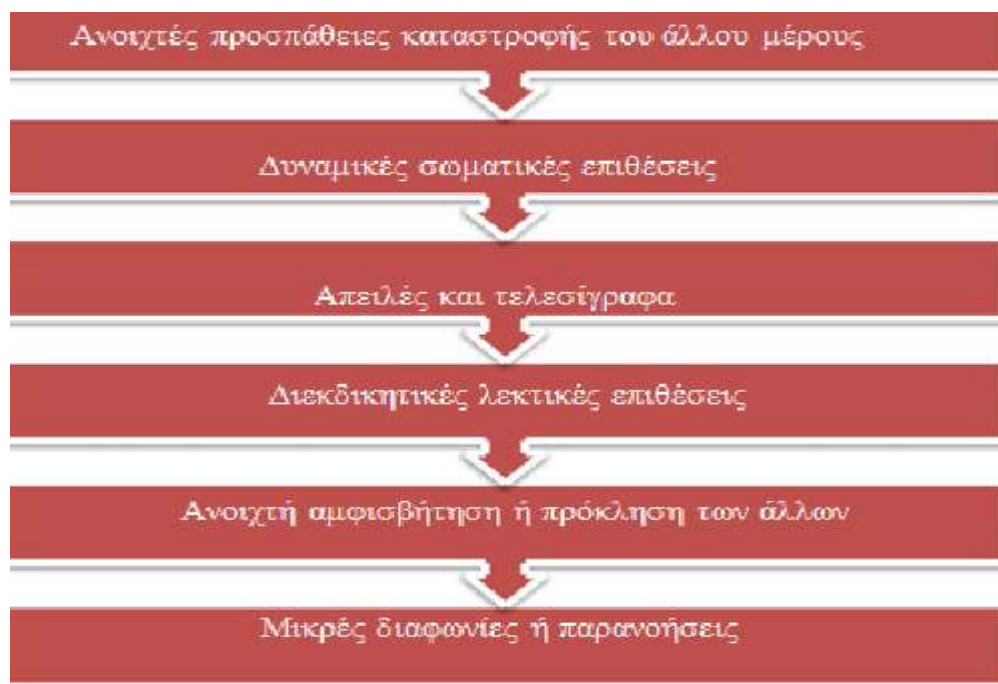 Ανοιχτές προσπάθειες καταστροφής του άλλου μέρους
Δυναμικές σωματικές επιθέσεις
Απειλές και τελεσίγραφα
Διεκδικητικές λεκτικές επιθέσεις
Ανοιχτή αμφισβήτηση ή πρόκληση των άλλων
Μικρές διαφωνίες ή παρανοήσεις